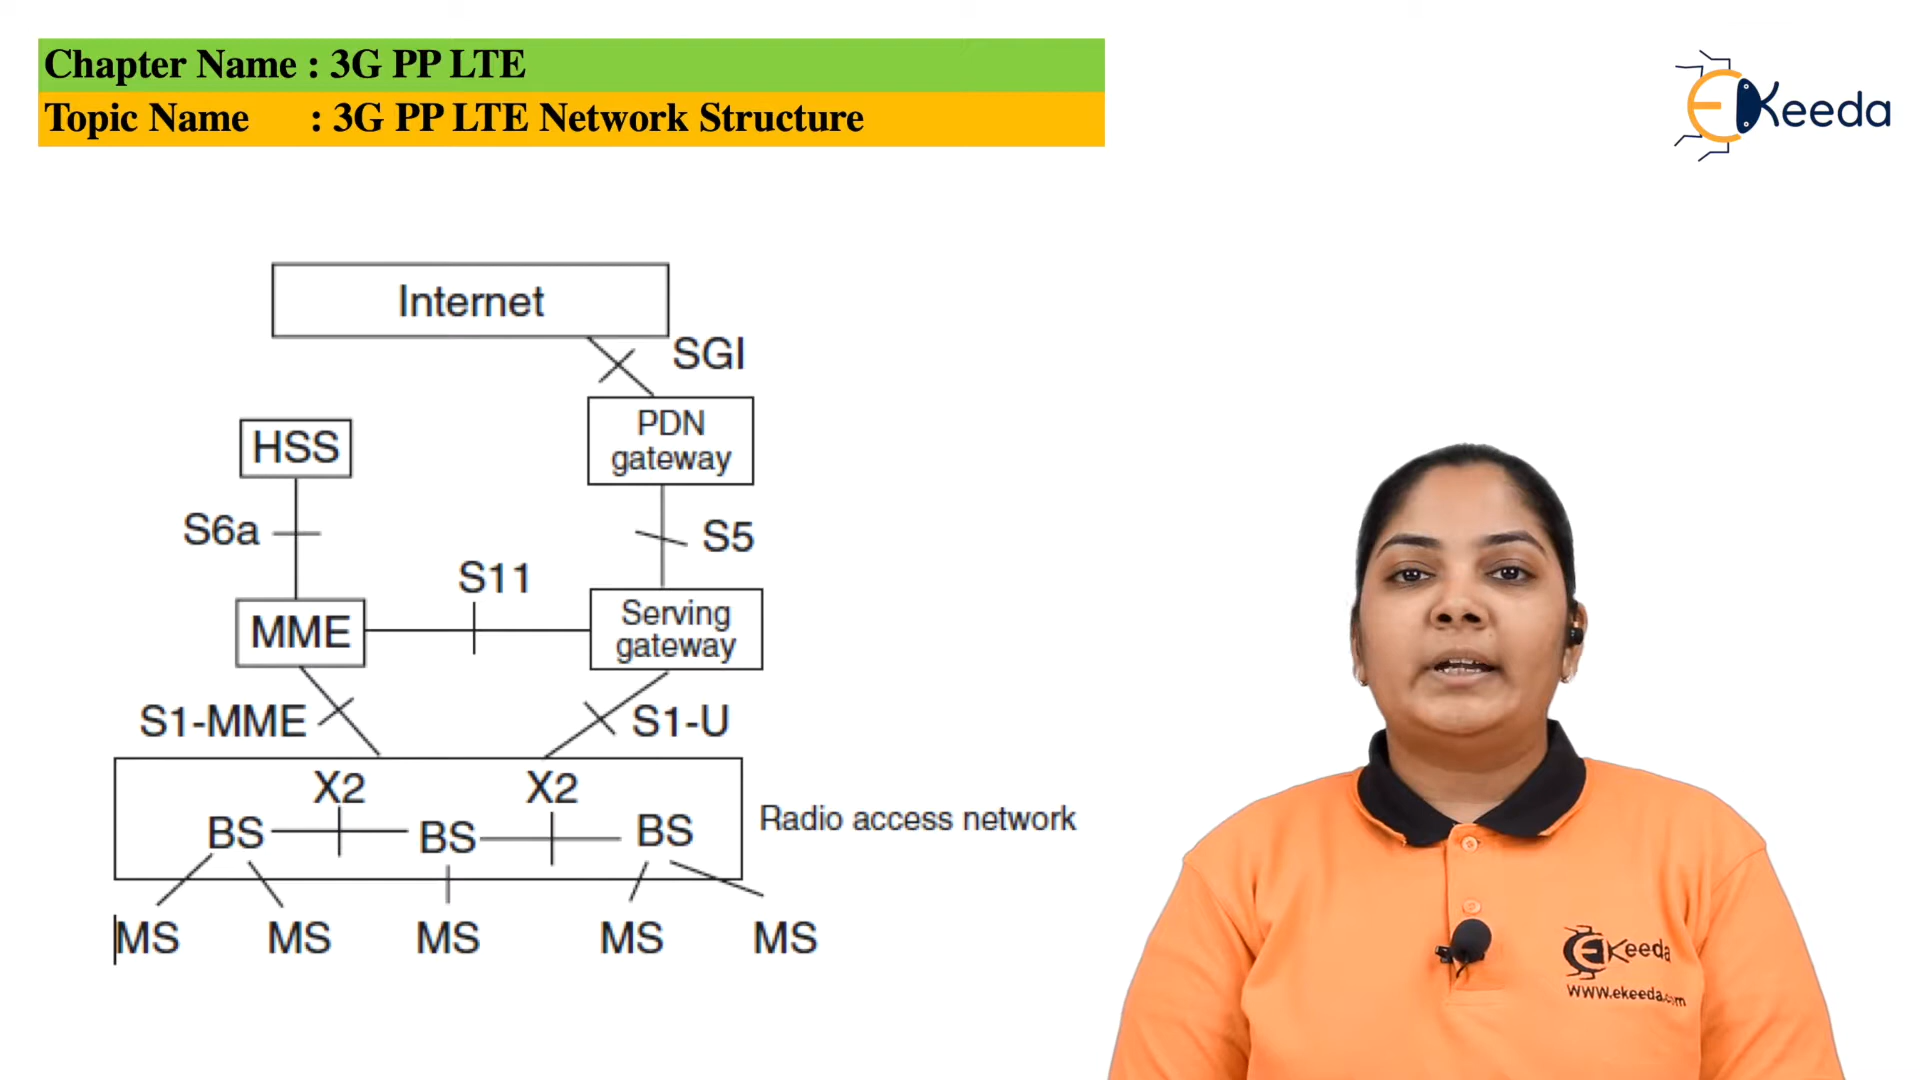 Chapter Name : 3G PP LTE
Topic Name : 3G PP LTE Network Structure
EKeeda
Internet
SGI
PDN
gateway
HSS
S6a
S5
S11
MME
Serving
gateway
S1-MME
S1-U
X2 X2
BS BS BS
Radio access network
MS MS MS MS MS
EKeeda
www.ekeeda.com